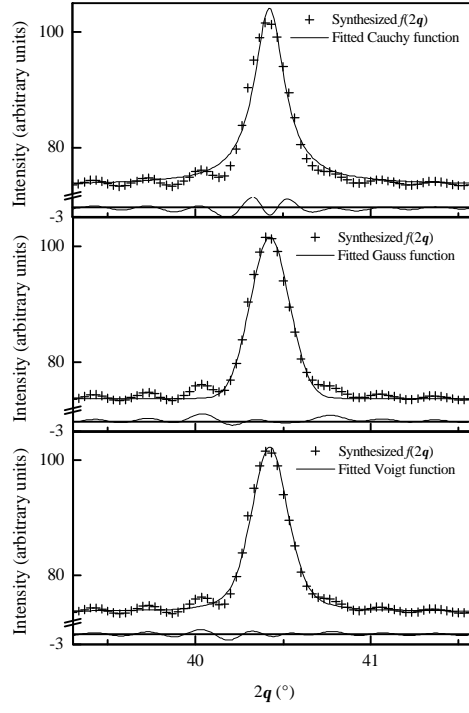 100
80
-3
Intensity (arbitrary units)
+ Synthesized f(2q)
Fitted Cauchy function
100
80
-3
Intensity (arbitrary units)
+ Synthesized f(2q)
Fitted Gauss function
100
80
-3
Intensity (arbitrary units)
+ Synthesized f(2q)
Fitted Voigt function
40 41
2q (°)